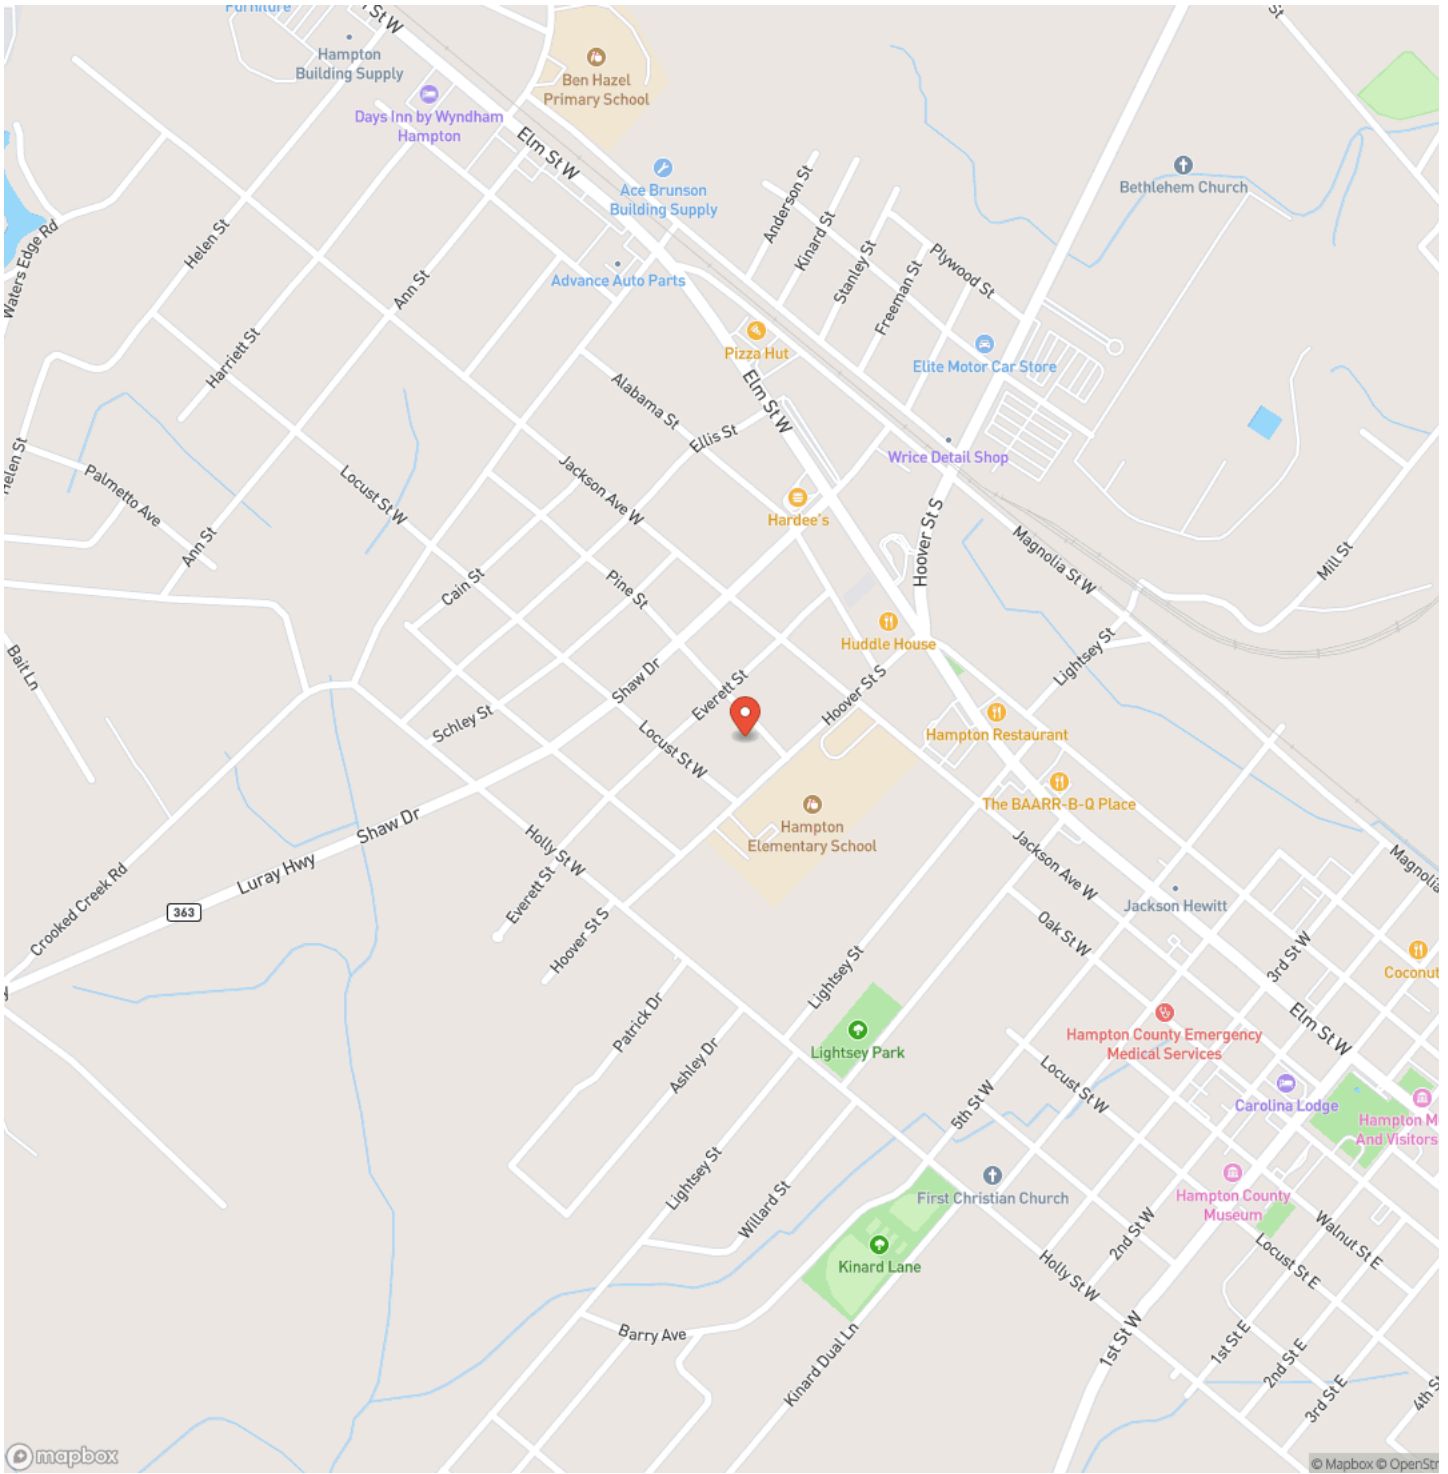 Furniture
St W
St
Hampton
Building Supply
Ben Hazel
Primary School
Days Inn by Wyndham
Hampton
Elm St W
Ace Brunson
Building Supply
Bethlehem Church
Anderson St
Kinard St
Stanley St
Freeman St
Plywood St
Waters Edge Rd
Helen St
Ann St
Advance Auto Parts
Harriett St
Pizza Hut
Elite Motor Car Store
Alabama St
Elm St W
Ellis St
Wrice Detail Shop
Helen St
Palmetto Ave
Locust St W
Jackson Ave W
Hardee's
Ann St
Hoover St S
Magnolia St W
Mill St
Cain St
Pine St
Huddle House
Lightsey St
Bait Ln
Shaw Dr
Everett St
Hoover St S
Schley St
Locust St W
Hampton Restaurant
The BAARR-B-Q Place
Hampton
Elementary School
Shaw Dr
Luray Hwy
Holly St W
Jackson Ave W
Magnolia
363
Crooked Creek Rd
Everett St
Hoover St S
Jackson Hewitt
Oak St W
3rd St W
Coconut
Lightsey St
Patrick Dr
Ashley Dr
Lightsey Park
Hampton County Emergency
Medical Services
Elm St W
Locust St W
5th St W
Carolina Lodge
Hampton M
And Visitors
Lightsey St
Willard St
First Christian Church
Hampton County
Museum
2nd St W
Walnut St E
Locust St E
Kinard Lane
Holly St W
Barry Ave
Kinard Dual Ln
1st St W
1st St E
2nd St E
3rd St E
4th St
mapbox
© Mapbox © OpenStr